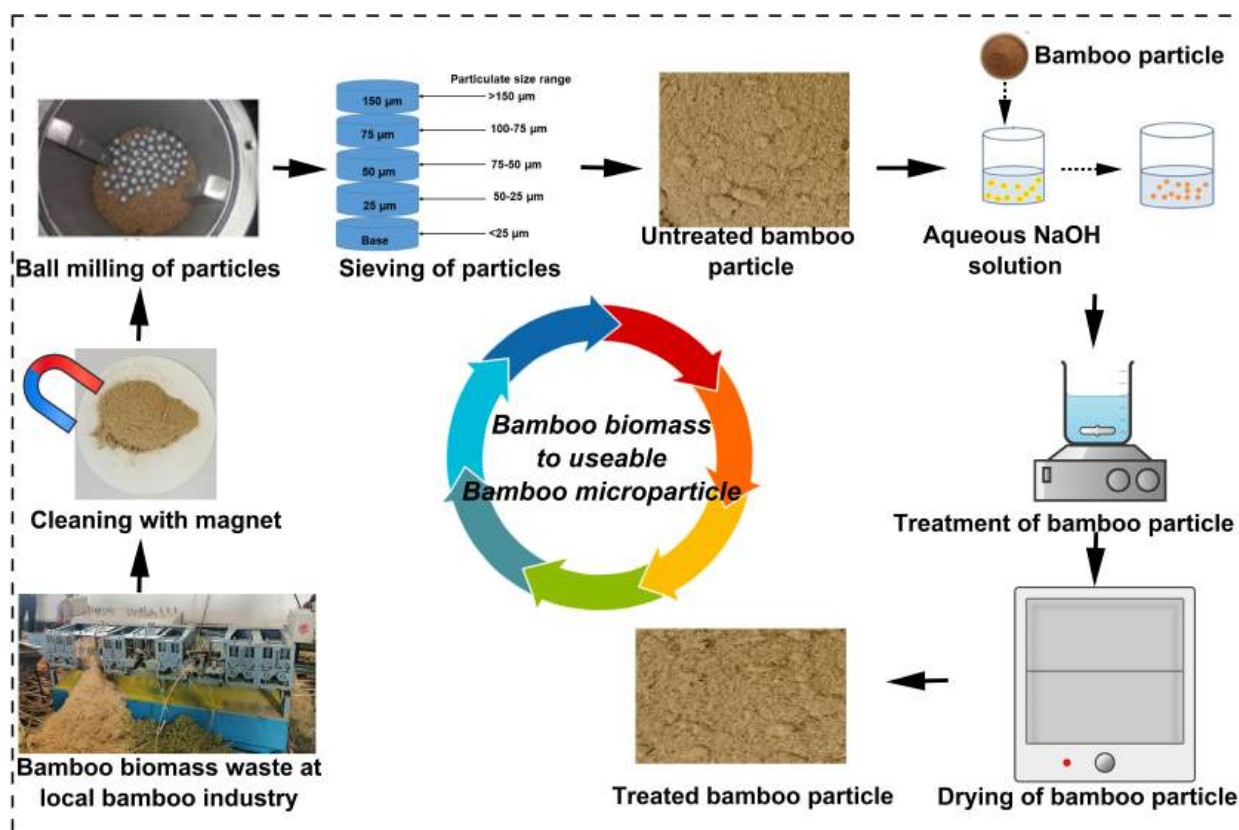 Bamboo particle
Particulate size range
150 µm
>150 µm
75 µm
100-75 µm
50 µm
75-50 µm
25 µm
50-25 µm
Base
<25 µm
Ball milling of particles
Sieving of particles
Untreated bamboo
particle
Aqueous NaOH
solution
Cleaning with magnet
Bamboo biomass
to useable
Bamboo microparticle
Treatment of bamboo particle
Bamboo biomass waste at
local bamboo industry
Treated bamboo particle
Drying of bamboo particle